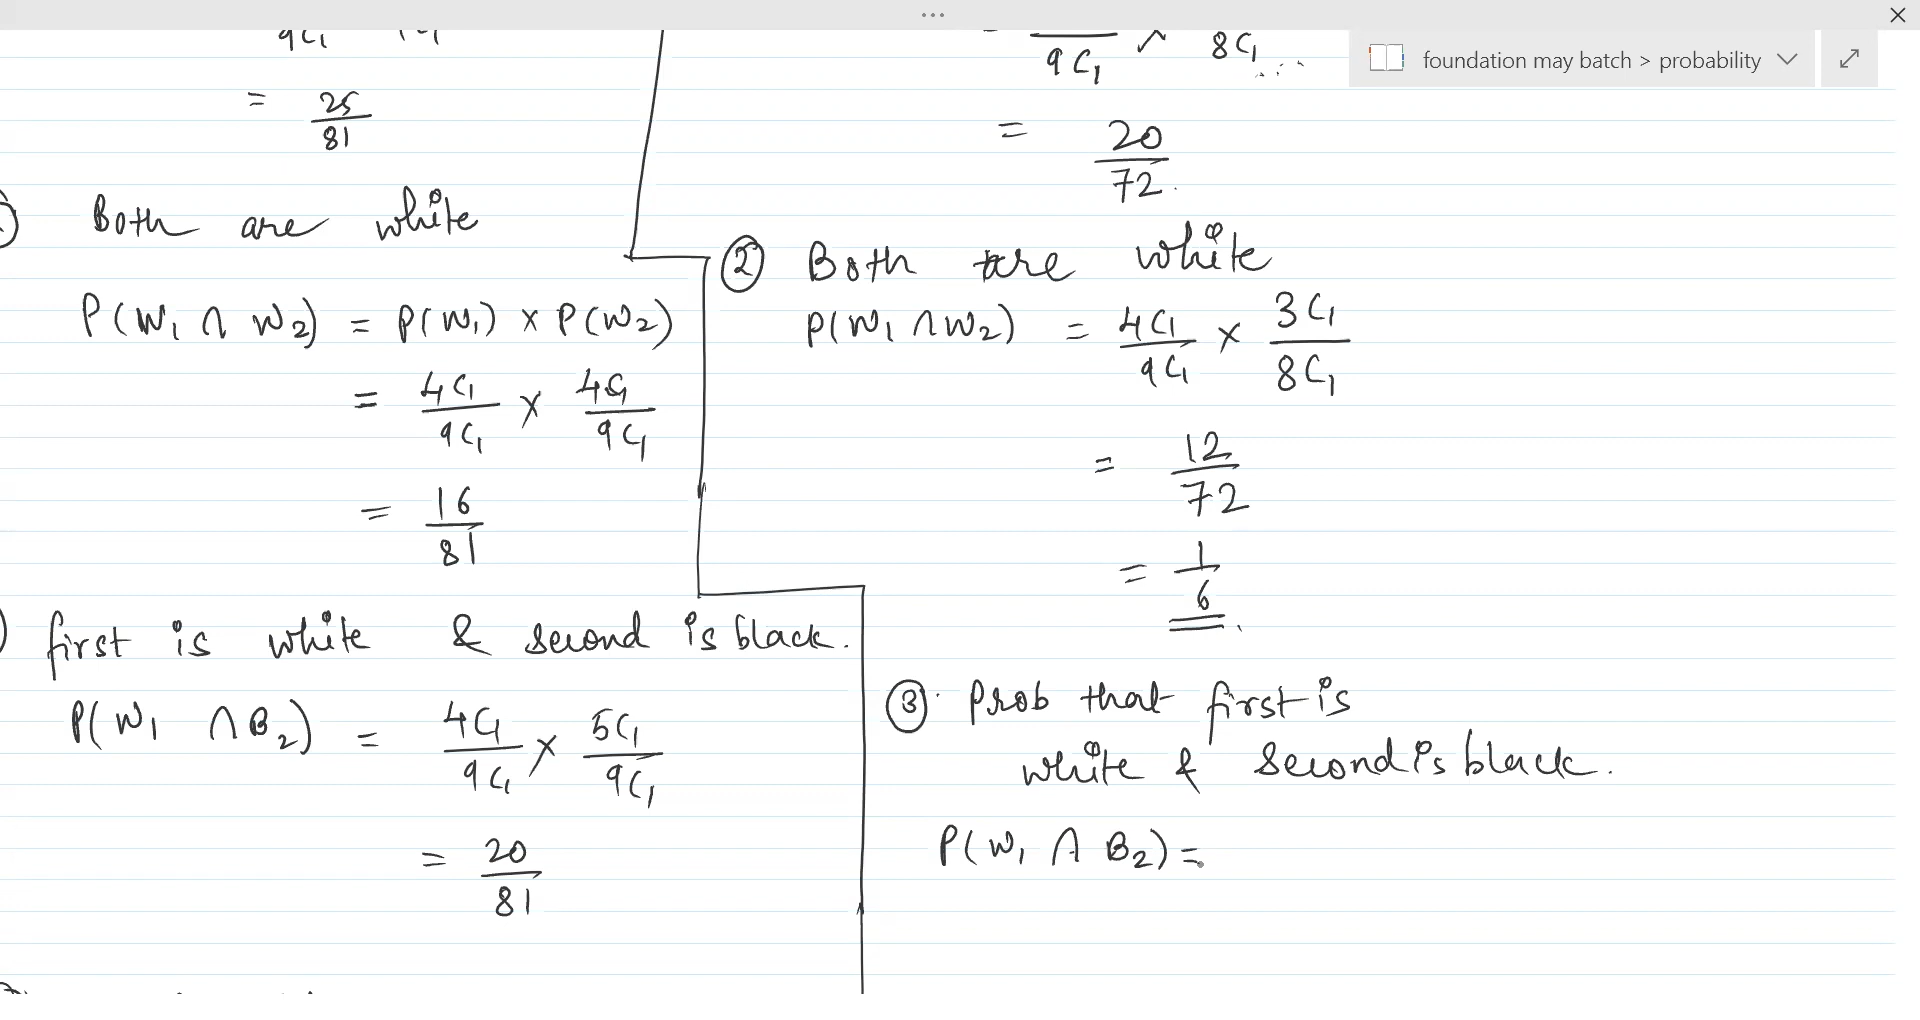 ...
foundation may batch > probability
9C1
= 25/81
Both are white
P(W1 ∩ W2) = P(W1) × P(W2)
= 4C1/9C1 × 4C1/9C1
= 16/81
first is white & second is black.
P(W1 ∩ B2) = 4C1/9C1 × 5C1/9C1
= 20/81
/9C1 × 8C1
= 20/72
② Both are white
P(W1 ∩ W2) = 4C1/9C1 × 3C1/8C1
= 12/72
= 1/6
③ Prob that first is
white & second is black.
P(W1 ∩ B2) =